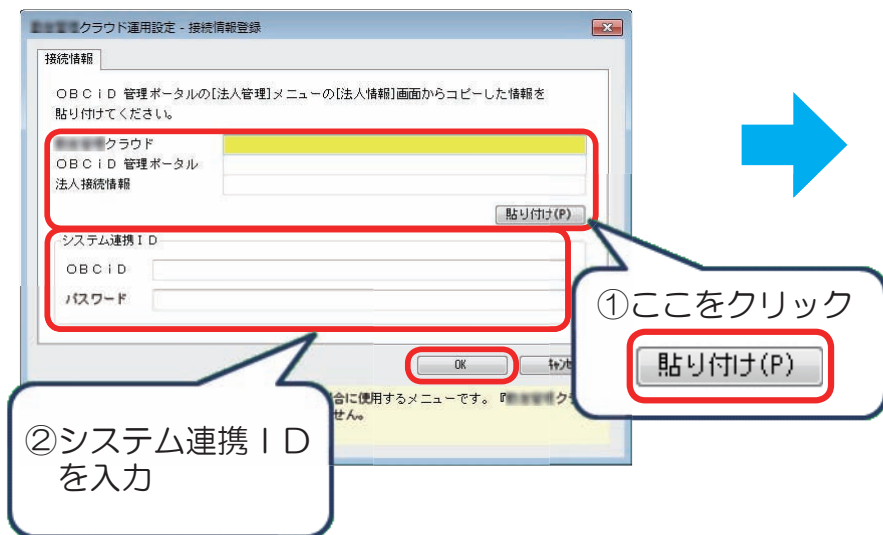 クラウド運用設定 - 接続情報登録
接続情報
ＯＢＣｉＤ 管理ポータルの[法人管理]メニューの[法人情報]画面からコピーした情報を
貼り付けてください。
クラウド
ＯＢＣｉＤ 管理ポータル
法人接続情報
貼り付け(P)
システム連携ＩＤ
ＯＢＣｉＤ
パスワード
①ここをクリック
貼り付け(P)
OK
ｷｬﾝｾ
合に使用するメニューです。『
クラ
せん。
②システム連携ＩＤ
を入力